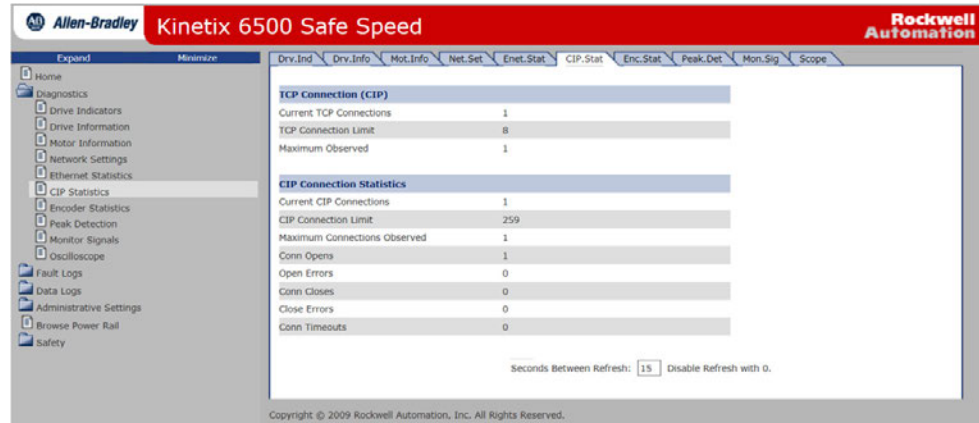 AB Allen-Bradley
Kinetix 6500 Safe Speed
Rockwell
Automation
Expand Minimize
Home
Diagnostics
Drive Indicators
Drive Information
Motor Information
Network Settings
Ethernet Statistics
CIP Statistics
Encoder Statistics
Peak Detection
Monitor Signals
Oscilloscope
Fault Logs
Data Logs
Administrative Settings
Browse Power Rail
Safety
Drv.Ind Drv.Info Mot.Info Net.Set Enet.Stat CIP.Stat Enc.Stat Peak.Det Mon.Sig Scope
TCP Connection (CIP)
Current TCP Connections 1
TCP Connection Limit 8
Maximum Observed 1
CIP Connection Statistics
Current CIP Connections 1
CIP Connection Limit 259
Maximum Connections Observed 1
Conn Opens 1
Open Errors 0
Conn Closes 0
Close Errors 0
Conn Timeouts 0
Seconds Between Refresh: 15 Disable Refresh with 0.
Copyright © 2009 Rockwell Automation, Inc. All Rights Reserved.